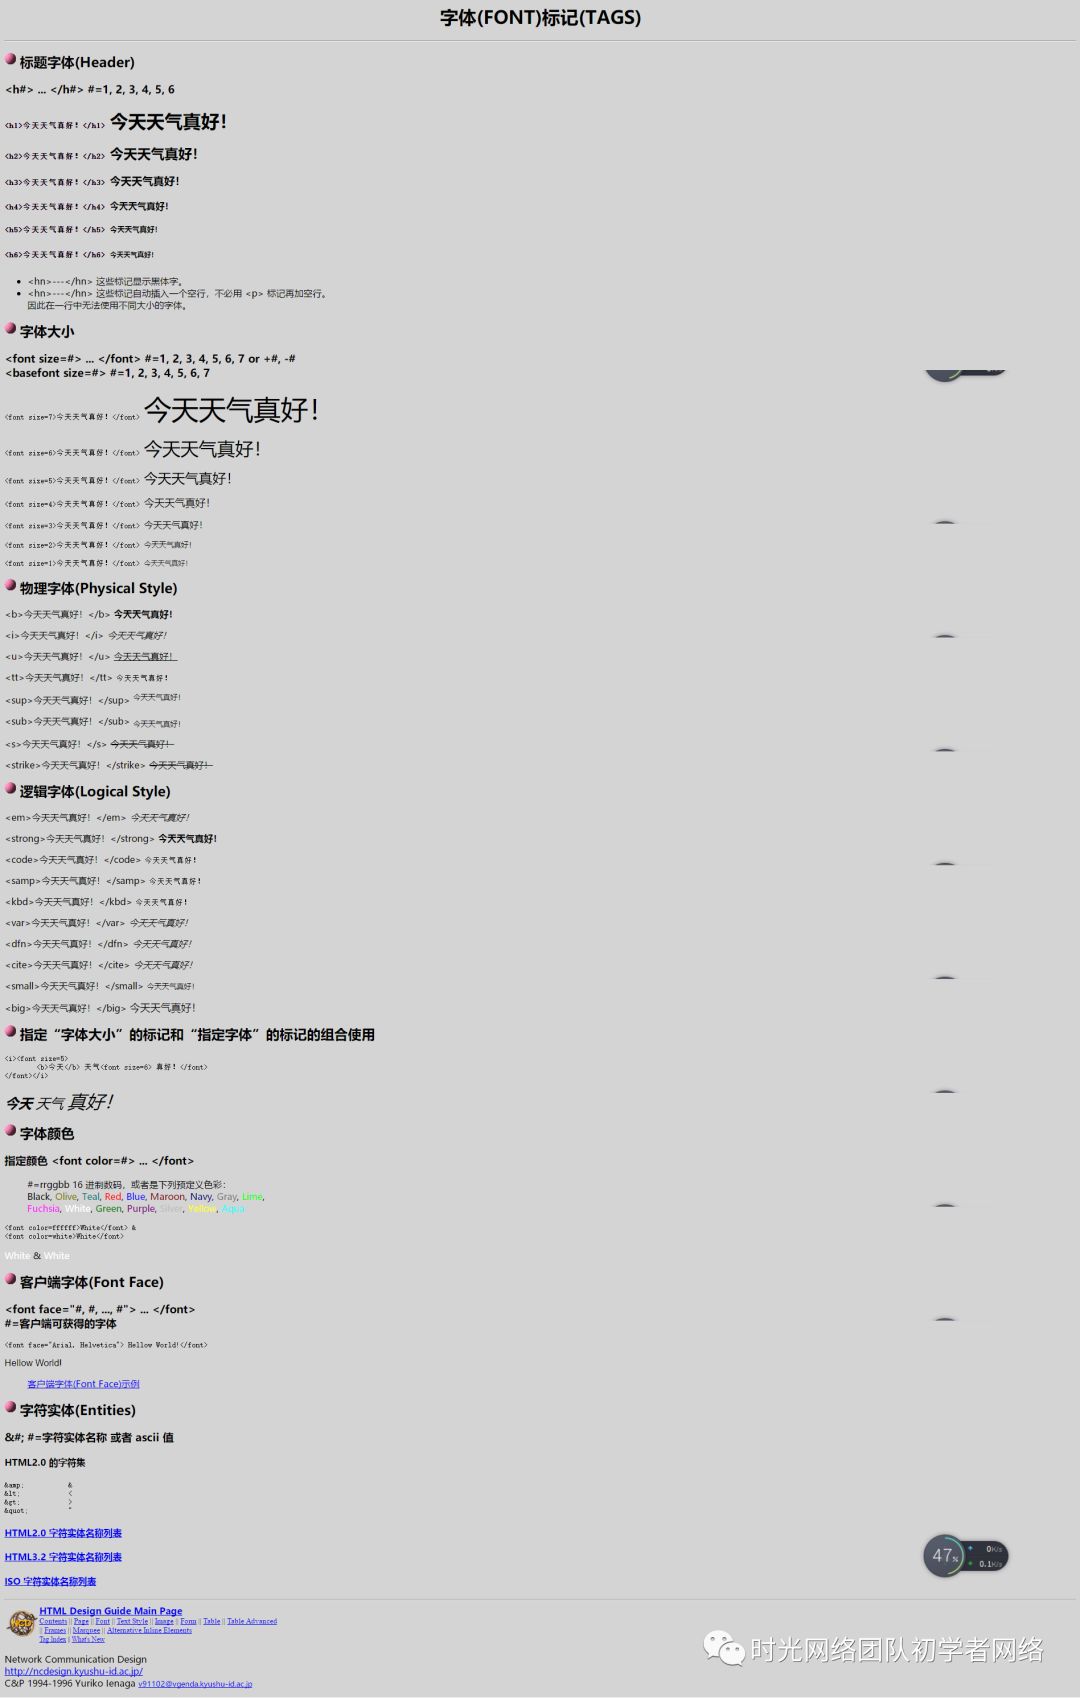 字体(FONT)标记(TAGS)
标题字体(Header)
<h#> ... </h#> #=1, 2, 3, 4, 5, 6
<h1>今天天气真好！</h1> 今天天气真好！
<h2>今天天气真好！</h2> 今天天气真好！
<h3>今天天气真好！</h3> 今天天气真好！
<h4>今天天气真好！</h4> 今天天气真好！
<h5>今天天气真好！</h5> 今天天气真好！
<h6>今天天气真好！</h6> 今天天气真好！
• <hn>---</hn> 这些标记显示黑体字。
• <hn>---</hn> 这些标记自动插入一个空行，不必用 <p> 标记再加空行。
因此在一行中无法使用不同大小的字体。
字体大小
<font size=#> ... </font> #=1, 2, 3, 4, 5, 6, 7 or +#, -#
<basefont size=#> #=1, 2, 3, 4, 5, 6, 7
<font size=7>今天天气真好！</font> 今天天气真好！
<font size=6>今天天气真好！</font> 今天天气真好！
<font size=5>今天天气真好！</font> 今天天气真好！
<font size=4>今天天气真好！</font> 今天天气真好！
<font size=3>今天天气真好！</font> 今天天气真好！
<font size=2>今天天气真好！</font> 今天天气真好！
<font size=1>今天天气真好！</font> 今天天气真好！
物理字体(Physical Style)
<b>今天天气真好！</b> 今天天气真好！
<i>今天天气真好！</i> 今天天气真好！
<u>今天天气真好！</u> 今天天气真好！
<tt>今天天气真好！</tt> 今天天气真好！
<sup>今天天气真好！</sup> 今天天气真好！
<sub>今天天气真好！</sub> 今天天气真好！
<s>今天天气真好！</s> 今天天气真好！
<strike>今天天气真好！</strike> 今天天气真好！
逻辑字体(Logical Style)
<em>今天天气真好！</em> 今天天气真好！
<strong>今天天气真好！</strong> 今天天气真好！
<code>今天天气真好！</code> 今天天气真好！
<samp>今天天气真好！</samp> 今天天气真好！
<kbd>今天天气真好！</kbd> 今天天气真好！
<var>今天天气真好！</var> 今天天气真好！
<dfn>今天天气真好！</dfn> 今天天气真好！
<cite>今天天气真好！</cite> 今天天气真好！
<small>今天天气真好！</small> 今天天气真好！
<big>今天天气真好！</big> 今天天气真好！
指定“字体大小”的标记和“指定字体”的标记的组合使用
<i><font size=5>
<b>今天</b> 天气<font size=6> 真好！</font>
</font></i>
今天 天气 真好！
字体颜色
指定颜色 <font color=#> ... </font>
#=rrggbb 16 进制数码，或者是下列预定义色彩：
Black, Olive, Teal, Red, Blue, Maroon, Navy, Gray, Lime,
Fuchsia, White, Green, Purple, Silver, Yellow, Aqua
<font color=ffffff>White</font> &
<font color=white>White</font>
White & White
客户端字体(Font Face)
<font face="#, #, ..., #"> ... </font>
#=客户端可获得的字体
<font face="Arial, Helvetica"> Hellow World!</font>
Hellow World!
客户端字体(Font Face)示例
字符实体(Entities)
&#; #=字符实体名称 或者 ascii 值
HTML2.0 的字符集
&amp; &
&lt; <
&gt; >
&quot; "
HTML2.0 字符实体名称列表
HTML3.2 字符实体名称列表
ISO 字符实体名称列表
47% 0K/s
0.1K/s
HTML Design Guide Main Page
Contents || Page || Font || Text Style || Image || Form || Table || Table Advanced
|| Frames || Marquee || Alternative Inline Elements
Tag Index || What's New
Network Communication Design
http://ncdesign.kyushu-id.ac.jp/
C&P 1994-1996 Yuriko Ienaga v91102@vgenda.kyushu-id.ac.jp
时光网络团队初学者网络